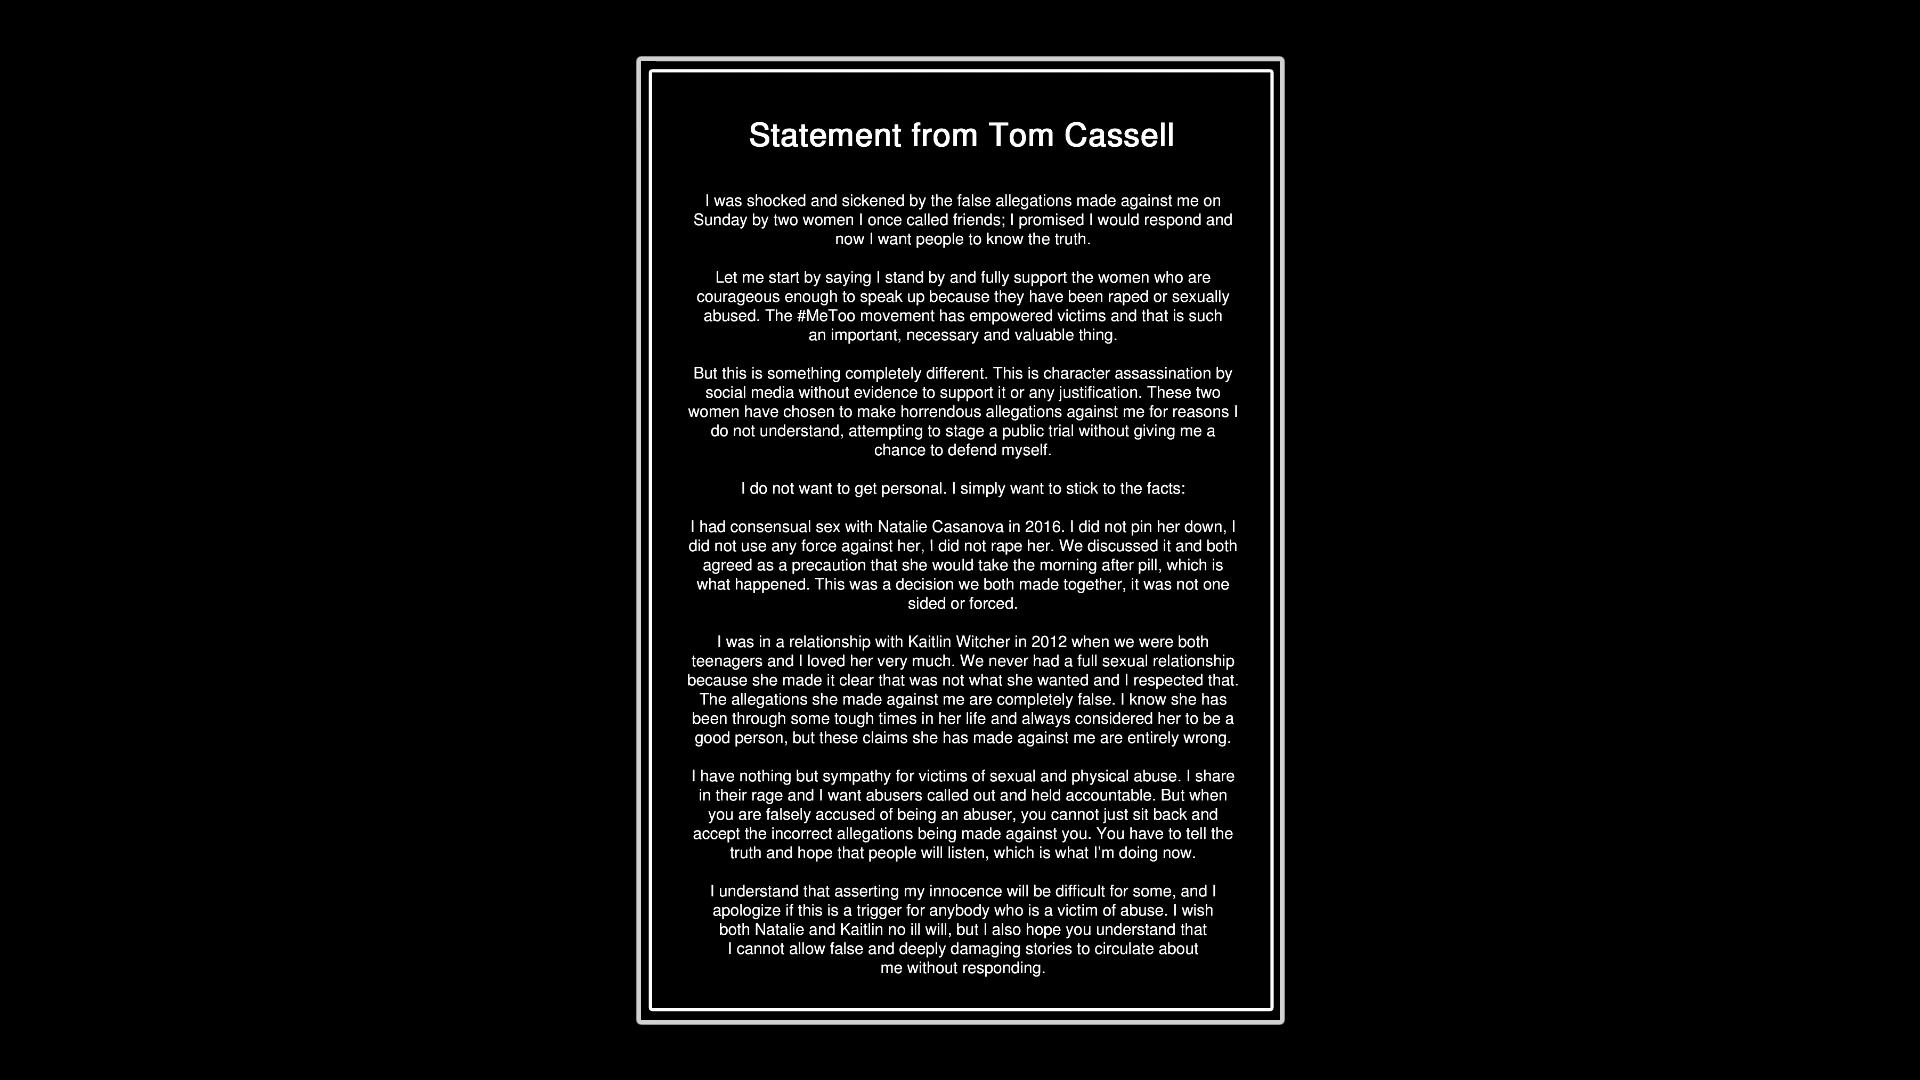 Statement from Tom Cassell
I was shocked and sickened by the false allegations made against me on
Sunday by two women I once called friends; I promised I would respond and
now I want people to know the truth.
Let me start by saying I stand by and fully support the women who are
courageous enough to speak up because they have been raped or sexually
abused. The #MeToo movement has empowered victims and that is such
an important, necessary and valuable thing.
But this is something completely different. This is character assassination by
social media without evidence to support it or any justification. These two
women have chosen to make horrendous allegations against me for reasons I
do not understand, attempting to stage a public trial without giving me a
chance to defend myself.
I do not want to get personal. I simply want to stick to the facts:
I had consensual sex with Natalie Casanova in 2016. I did not pin her down, I
did not use any force against her, I did not rape her. We discussed it and both
agreed as a precaution that she would take the morning after pill, which is
what happened. This was a decision we both made together, it was not one
sided or forced.
I was in a relationship with Kaitlin Witcher in 2012 when we were both
teenagers and I loved her very much. We never had a full sexual relationship
because she made it clear that was not what she wanted and I respected that.
The allegations she made against me are completely false. I know she has
been through some tough times in her life and always considered her to be a
good person, but these claims she has made against me are entirely wrong.
I have nothing but sympathy for victims of sexual and physical abuse. I share
in their rage and I want abusers called out and held accountable. But when
you are falsely accused of being an abuser, you cannot just sit back and
accept the incorrect allegations being made against you. You have to tell the
truth and hope that people will listen, which is what I'm doing now.
I understand that asserting my innocence will be difficult for some, and I
apologize if this is a trigger for anybody who is a victim of abuse. I wish
both Natalie and Kaitlin no ill will, but I also hope you understand that
I cannot allow false and deeply damaging stories to circulate about
me without responding.